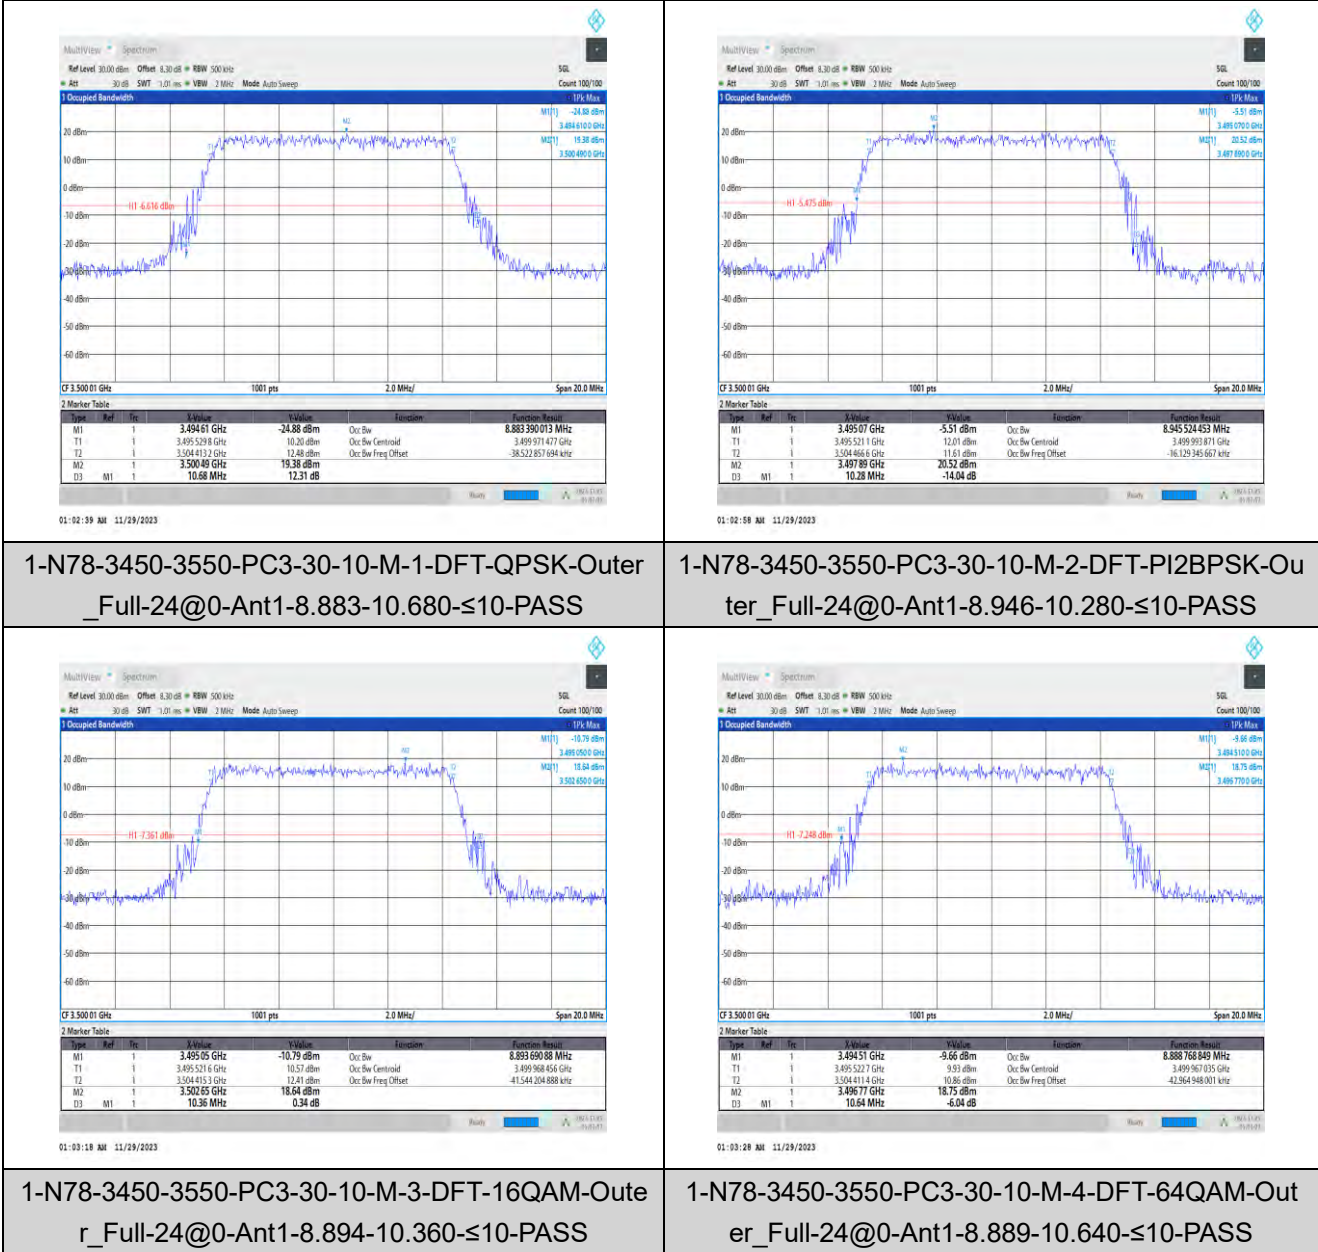 MultiView Spectrum
Ref Level 30.00 dBm Offset 8.30 dB RBW 500 kHz SGL
Att 30 dB SWT 1.01 ms VBW 2 MHz Mode Auto Sweep Count 100/100
1 Occupied Bandwidth 1Pk Max
M1[1] -24.88 dBm
3.494 610 0 GHz
M2[1] 19.38 dBm
3.500 490 0 GHz
M2
T1
T2
20 dBm
10 dBm
0 dBm
H1 -6.616 dBm
-10 dBm
-20 dBm
-30 dBm
-40 dBm
-50 dBm
-60 dBm
CF 3.500 01 GHz 1001 pts 2.0 MHz/ Span 20.0 MHz
2 Marker Table
Type Ref Trc X-Value Y-Value Function Function Result
M1 1 3.494 61 GHz -24.88 dBm Occ Bw 8.883 390 013 MHz
T1 1 3.495 529 8 GHz 10.20 dBm Occ Bw Centroid 3.499 971 477 GHz
T2 1 3.504 413 2 GHz 12.48 dBm Occ Bw Freq Offset -38.522 857 694 kHz
M2 1 3.500 49 GHz 19.38 dBm
D3 M1 1 10.68 MHz 12.31 dB
Ready
01:02:39 AM 11/29/2023
1-N78-3450-3550-PC3-30-10-M-1-DFT-QPSK-Outer
_Full-24@0-Ant1-8.883-10.680-≤10-PASS
MultiView Spectrum
Ref Level 30.00 dBm Offset 8.30 dB RBW 500 kHz SGL
Att 30 dB SWT 1.01 ms VBW 2 MHz Mode Auto Sweep Count 100/100
1 Occupied Bandwidth 1Pk Max
M1[1] -5.51 dBm
3.495 070 0 GHz
M2[1] 20.52 dBm
3.497 890 0 GHz
M2
T1
T2
20 dBm
10 dBm
0 dBm
H1 -5.475 dBm
-10 dBm
-20 dBm
-30 dBm
-40 dBm
-50 dBm
-60 dBm
CF 3.500 01 GHz 1001 pts 2.0 MHz/ Span 20.0 MHz
2 Marker Table
Type Ref Trc X-Value Y-Value Function Function Result
M1 1 3.495 07 GHz -5.51 dBm Occ Bw 8.945 524 453 MHz
T1 1 3.495 521 1 GHz 12.01 dBm Occ Bw Centroid 3.499 993 871 GHz
T2 1 3.504 466 6 GHz 11.61 dBm Occ Bw Freq Offset -16.129 345 667 kHz
M2 1 3.497 89 GHz 20.52 dBm
D3 M1 1 10.28 MHz -14.04 dB
Ready
01:02:58 AM 11/29/2023
1-N78-3450-3550-PC3-30-10-M-2-DFT-PI2BPSK-Ou
ter_Full-24@0-Ant1-8.946-10.280-≤10-PASS
MultiView Spectrum
Ref Level 30.00 dBm Offset 8.30 dB RBW 500 kHz SGL
Att 30 dB SWT 1.01 ms VBW 2 MHz Mode Auto Sweep Count 100/100
1 Occupied Bandwidth 1Pk Max
M1[1] -10.79 dBm
3.495 050 0 GHz
M2[1] 18.64 dBm
3.502 650 0 GHz
M2
T1
T2
20 dBm
10 dBm
0 dBm
H1 -7.361 dBm
-10 dBm
-20 dBm
-30 dBm
-40 dBm
-50 dBm
-60 dBm
CF 3.500 01 GHz 1001 pts 2.0 MHz/ Span 20.0 MHz
2 Marker Table
Type Ref Trc X-Value Y-Value Function Function Result
M1 1 3.495 05 GHz -10.79 dBm Occ Bw 8.893 690 88 MHz
T1 1 3.495 521 6 GHz 10.57 dBm Occ Bw Centroid 3.499 968 456 GHz
T2 1 3.504 415 3 GHz 12.41 dBm Occ Bw Freq Offset -41.544 204 888 kHz
M2 1 3.502 65 GHz 18.64 dBm
D3 M1 1 10.36 MHz 0.34 dB
Ready
01:03:18 AM 11/29/2023
1-N78-3450-3550-PC3-30-10-M-3-DFT-16QAM-Oute
r_Full-24@0-Ant1-8.894-10.360-≤10-PASS
MultiView Spectrum
Ref Level 30.00 dBm Offset 8.30 dB RBW 500 kHz SGL
Att 30 dB SWT 1.01 ms VBW 2 MHz Mode Auto Sweep Count 100/100
1 Occupied Bandwidth 1Pk Max
M1[1] -9.66 dBm
3.494 510 0 GHz
M2[1] 18.75 dBm
3.496 770 0 GHz
M2
T1
T2
20 dBm
10 dBm
0 dBm
H1 -7.248 dBm
-10 dBm
-20 dBm
-30 dBm
-40 dBm
-50 dBm
-60 dBm
CF 3.500 01 GHz 1001 pts 2.0 MHz/ Span 20.0 MHz
2 Marker Table
Type Ref Trc X-Value Y-Value Function Function Result
M1 1 3.494 51 GHz -9.66 dBm Occ Bw 8.888 768 849 MHz
T1 1 3.495 522 7 GHz 9.93 dBm Occ Bw Centroid 3.499 967 035 GHz
T2 1 3.504 411 4 GHz 10.86 dBm Occ Bw Freq Offset -42.964 948 001 kHz
M2 1 3.496 77 GHz 18.75 dBm
D3 M1 1 10.64 MHz -6.04 dB
Ready
01:03:28 AM 11/29/2023
1-N78-3450-3550-PC3-30-10-M-4-DFT-64QAM-Out
er_Full-24@0-Ant1-8.889-10.640-≤10-PASS